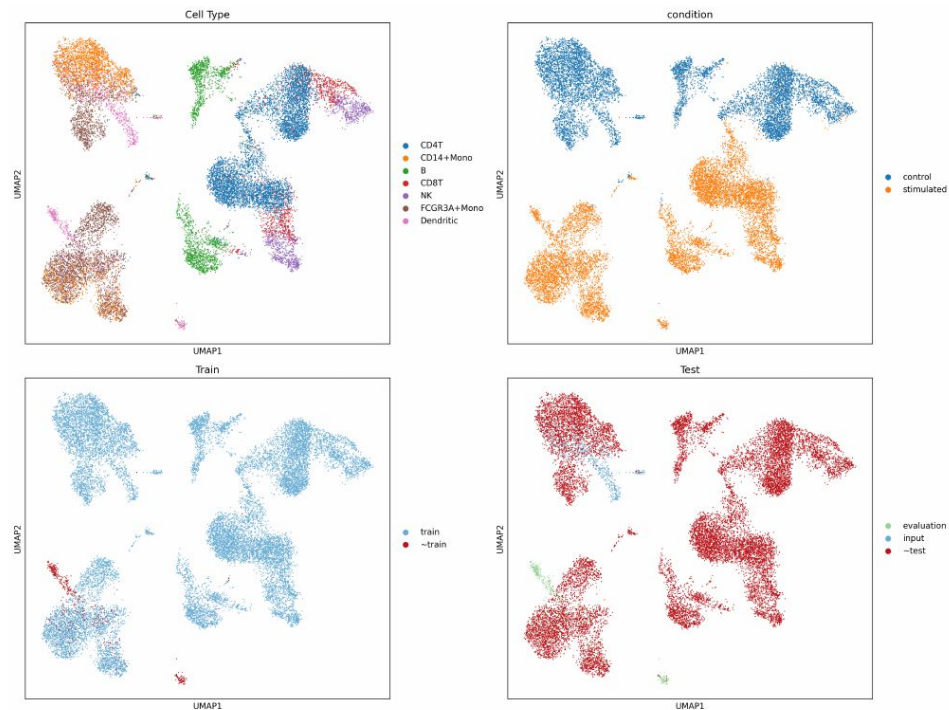 Cell Type
UMAP2
UMAP1
CD4T
CD14+Mono
B
CD8T
NK
FCGR3A+Mono
Dendritic
condition
UMAP2
UMAP1
control
stimulated
Train
UMAP2
UMAP1
train
~train
Test
UMAP2
UMAP1
evaluation
input
~test